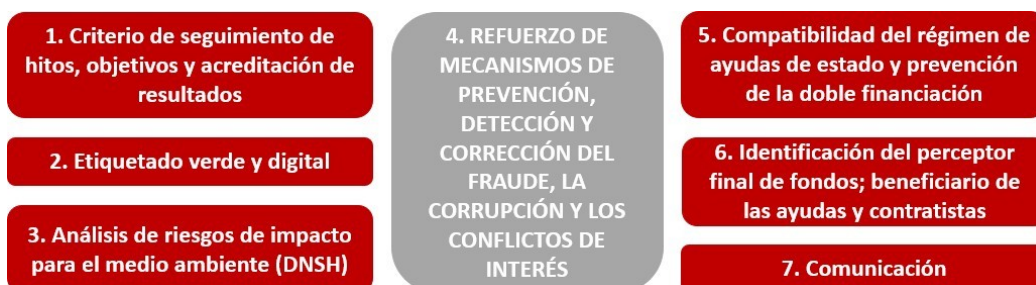 1. Criterio de seguimiento de
hitos, objetivos y acreditación de
resultados
2. Etiquetado verde y digital
3. Análisis de riesgos de impacto
para el medio ambiente (DNSH)
4. REFUERZO DE
MECANISMOS DE
PREVENCIÓN,
DETECCIÓN Y
CORRECCIÓN DEL
FRAUDE, LA
CORRUPCIÓN Y LOS
CONFLICTOS DE
INTERÉS
5. Compatibilidad del régimen de
ayudas de estado y prevención
de la doble financiación
6. Identificación del perceptor
final de fondos; beneficiario de
las ayudas y contratistas
7. Comunicación